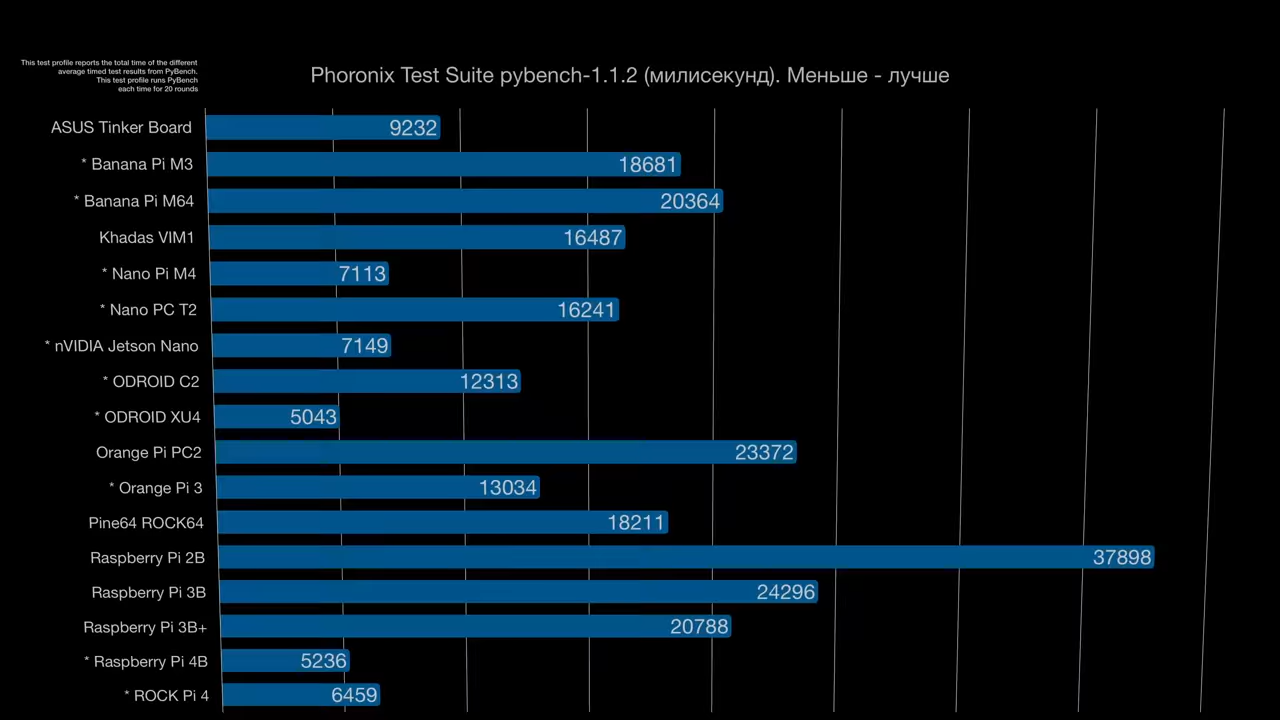 This test profile reports the total time of the different
average timed test results from PyBench.
This test profile runs PyBench
each time for 20 rounds
Phoronix Test Suite pybench-1.1.2 (милисекунд). Меньше - лучше
ASUS Tinker Board 9232
* Banana Pi M3 18681
* Banana Pi M64 20364
Khadas VIM1 16487
* Nano Pi M4 7113
* Nano PC T2 16241
* nVIDIA Jetson Nano 7149
* ODROID C2 12313
* ODROID XU4 5043
Orange Pi PC2 23372
* Orange Pi 3 13034
Pine64 ROCK64 18211
Raspberry Pi 2B 37898
Raspberry Pi 3B 24296
Raspberry Pi 3B+ 20788
* Raspberry Pi 4B 5236
* ROCK Pi 4 6459